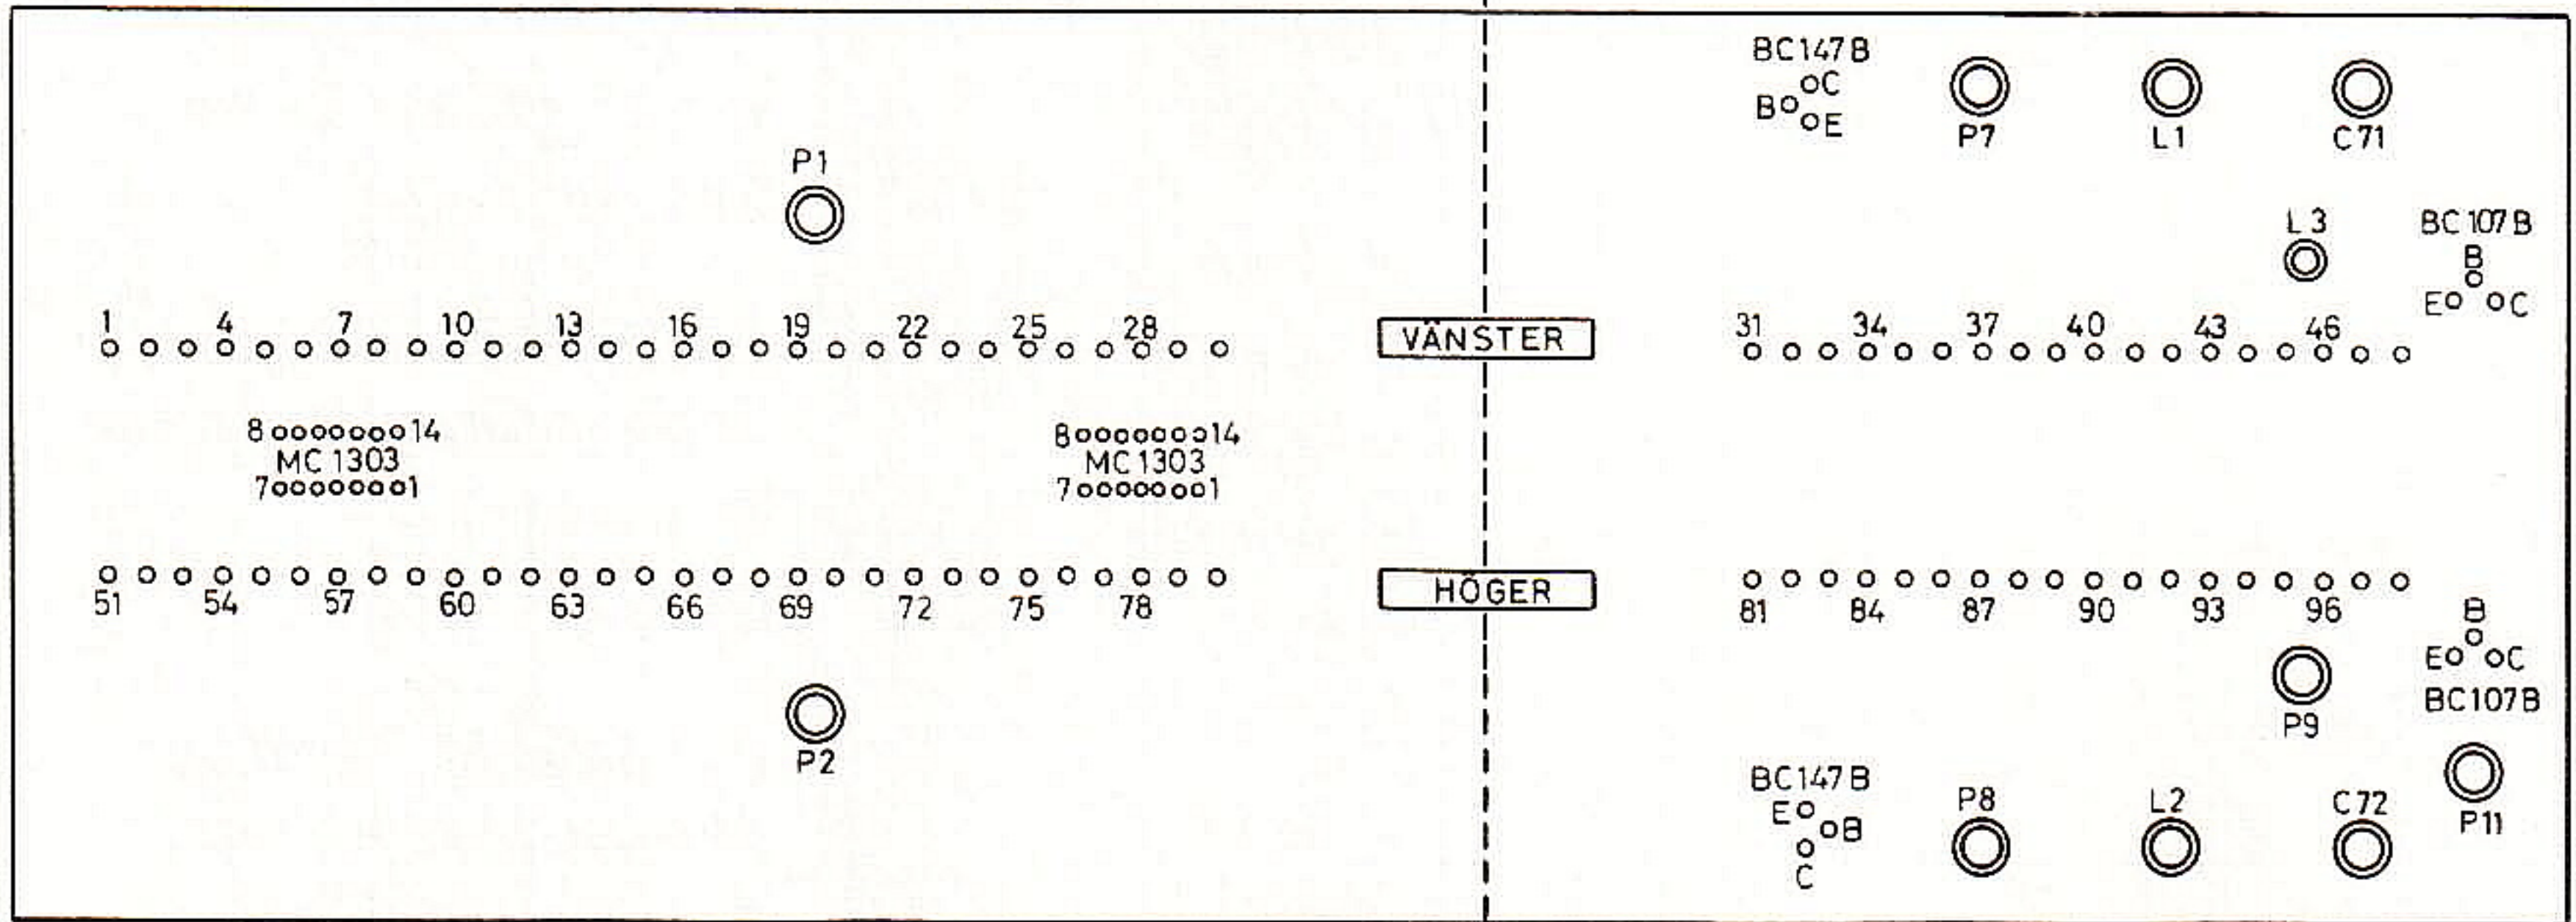 BC147B
C
B
E
P7
L1
C71
P1
L3
BC107B
B
E
C
1 4 7 10 13 16 19 22 25 28
VÄNSTER
31 34 37 40 43 46
8 14
MC1303
7 1
8 14
MC1303
7 1
51 54 57 60 63 66 69 72 75 78
HÖGER
81 84 87 90 93 96
B
E
C
BC107B
P9
P2
BC147B
E
B
C
P8
L2
C72
P11